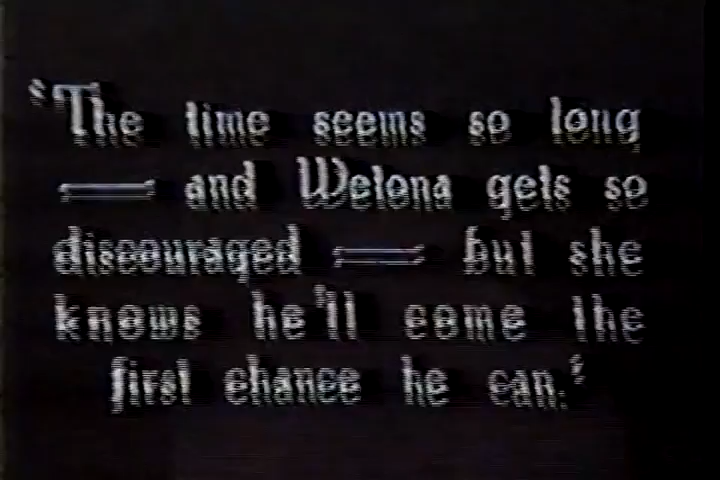 "The time seems so long
— and Wetona gets so
discouraged — but she
knows he'll come the
first chance he can."